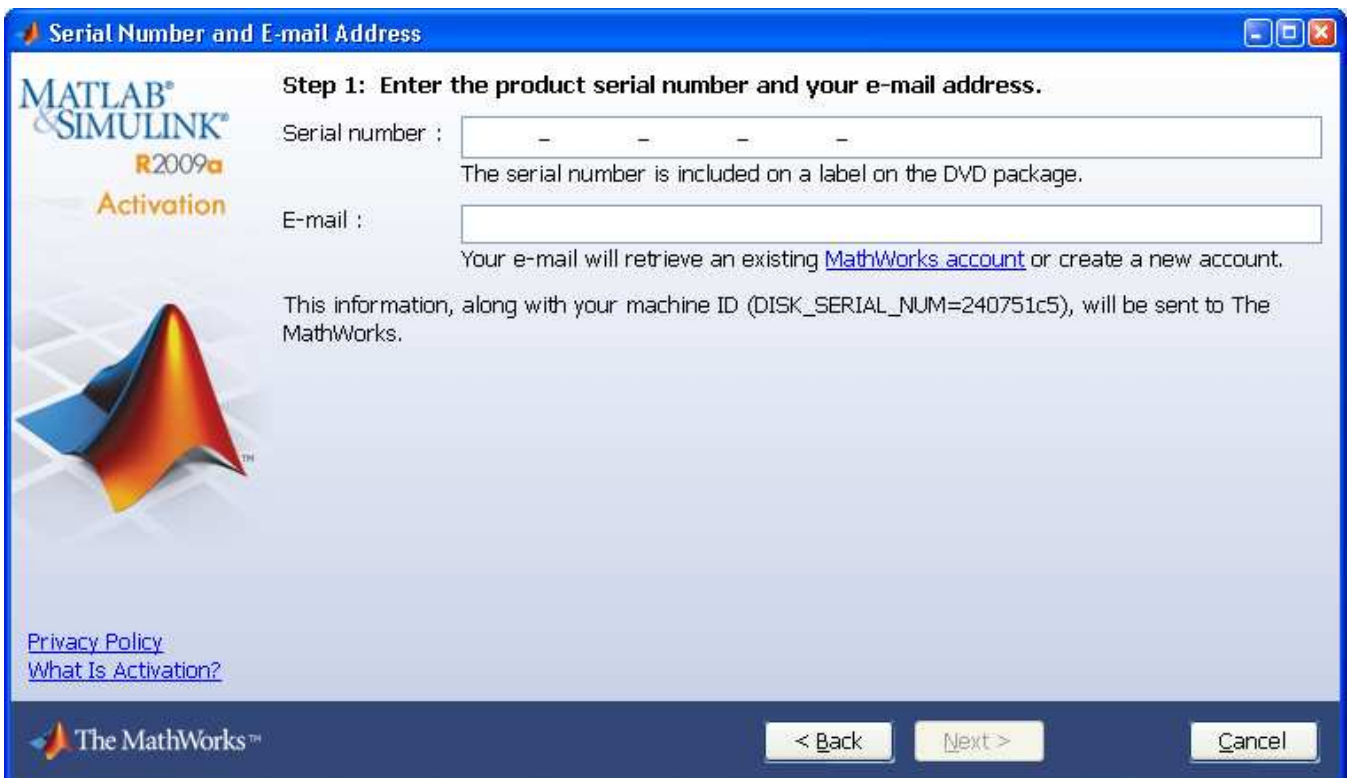 Serial Number and E-mail Address
MATLAB®
&SIMULINK®
R2009a
Activation
Step 1: Enter the product serial number and your e-mail address.
Serial number :
– – – –
The serial number is included on a label on the DVD package.
E-mail :
Your e-mail will retrieve an existing MathWorks account or create a new account.
This information, along with your machine ID (DISK_SERIAL_NUM=240751c5), will be sent to The
MathWorks.
TM
Privacy Policy
What Is Activation?
The MathWorks™
< Back
Next >
Cancel